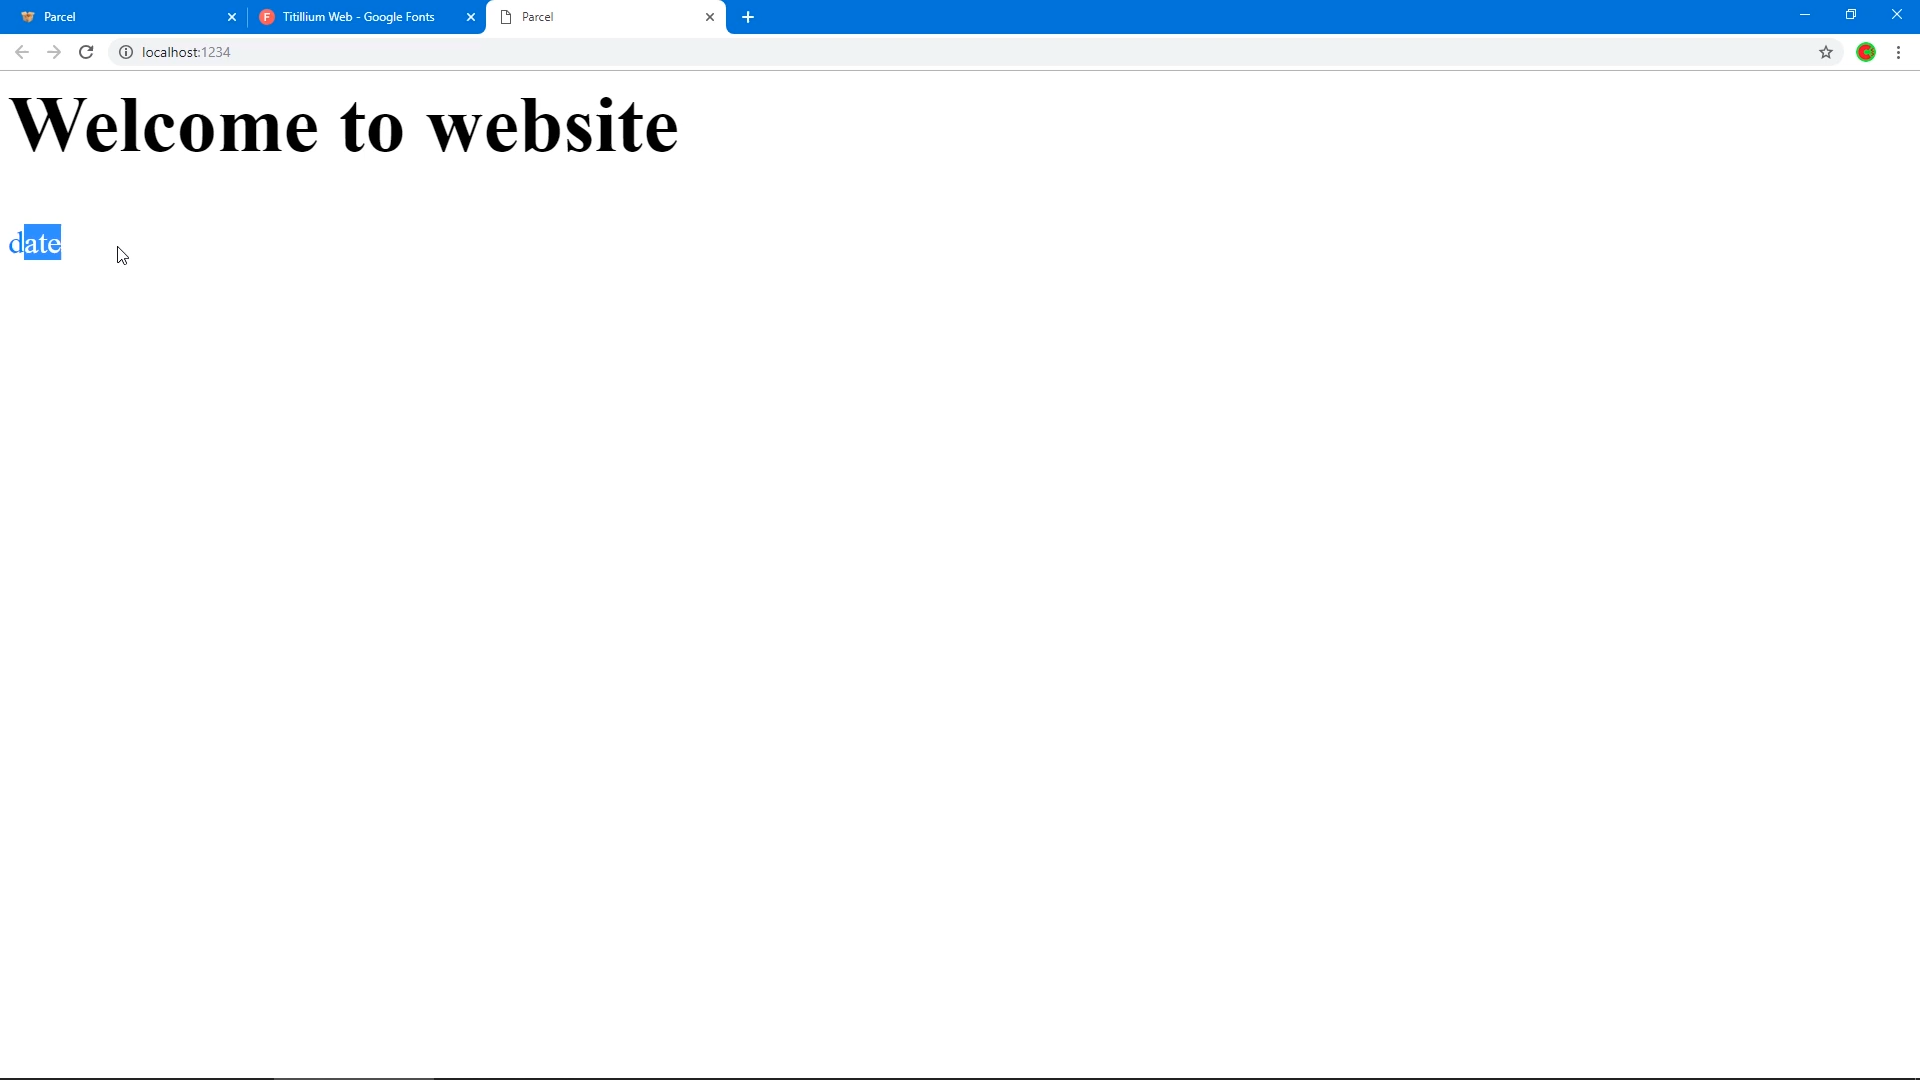 Parcel
Titillium Web - Google Fonts
Parcel
localhost:1234
Welcome to website
date